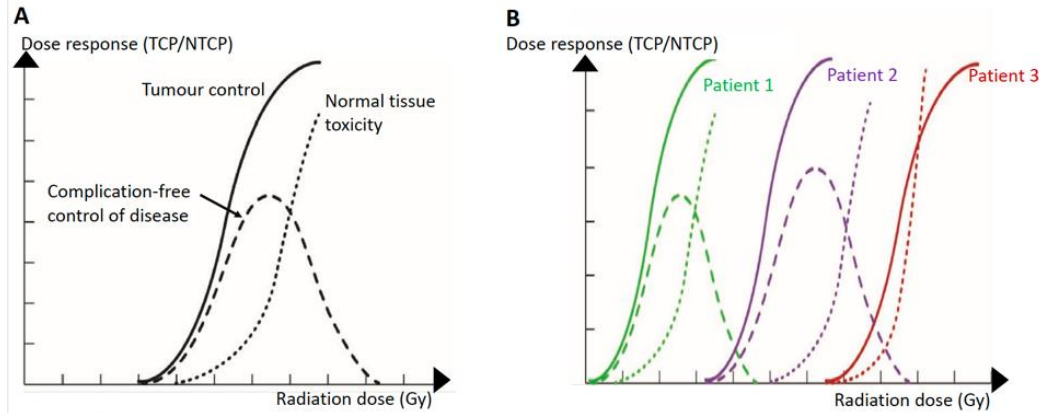 A
Dose response (TCP/NTCP)
Tumour control
Normal tissue
toxicity
Complication-free
control of disease
Radiation dose (Gy)
B
Dose response (TCP/NTCP)
Patient 1
Patient 2
Patient 3
Radiation dose (Gy)